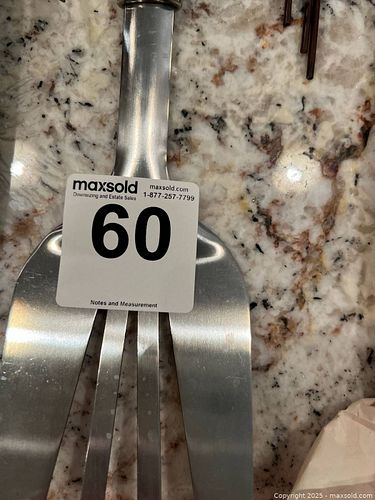 maxsold maxsold.com
Downsizing and Estate Sales 1-877-257-7799
60
Notes and Measurement
Copyright 2025 - maxsold.com